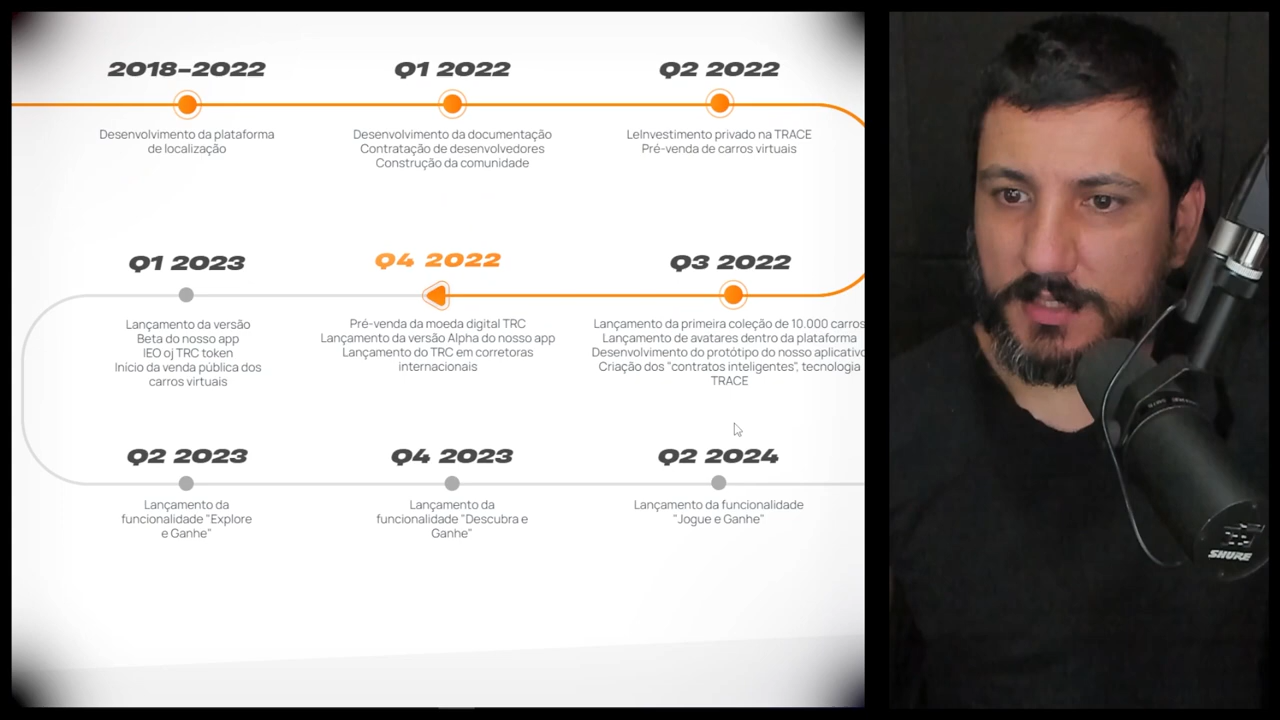 2018-2022
Desenvolvimento da plataforma
de localização
Q1 2022
Desenvolvimento da documentação
Contratação de desenvolvedores
Construção da comunidade
Q2 2022
LeInvestimento privado na TRACE
Pré-venda de carros virtuais
Q1 2023
Lançamento da versão
Beta do nosso app
IEO oj TRC token
Início da venda pública dos
carros virtuais
Q4 2022
Pré-venda da moeda digital TRC
Lançamento da versão Alpha do nosso app
Lançamento do TRC em corretoras
internacionais
Q3 2022
Lançamento da primeira coleção de 10.000 carros
Lançamento de avatares dentro da plataforma
Desenvolvimento do protótipo do nosso aplicativo
Criação dos "contratos inteligentes", tecnologia
TRACE
Q2 2023
Lançamento da
funcionalidade "Explore
e Ganhe"
Q4 2023
Lançamento da
funcionalidade "Descubra e
Ganhe"
Q2 2024
Lançamento da funcionalidade
"Jogue e Ganhe"
SHURE